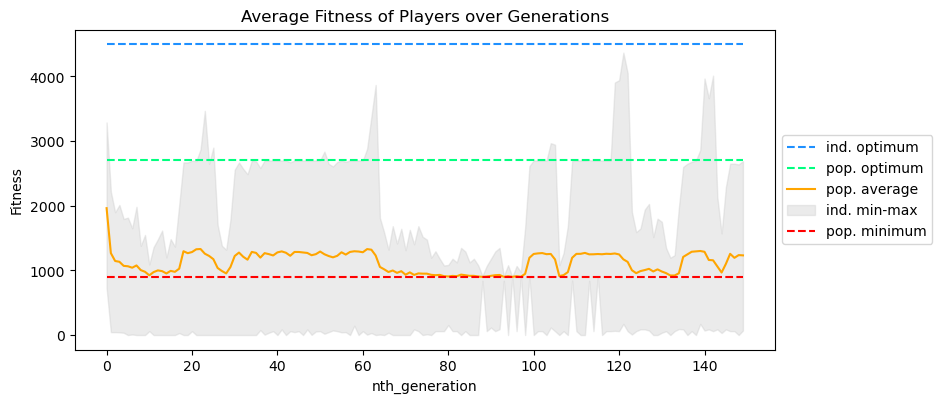 Average Fitness of Players over Generations
Fitness
4000
3000
2000
1000
0
0 20 40 60 80 100 120 140
nth_generation
ind. optimum
pop. optimum
pop. average
ind. min-max
pop. minimum